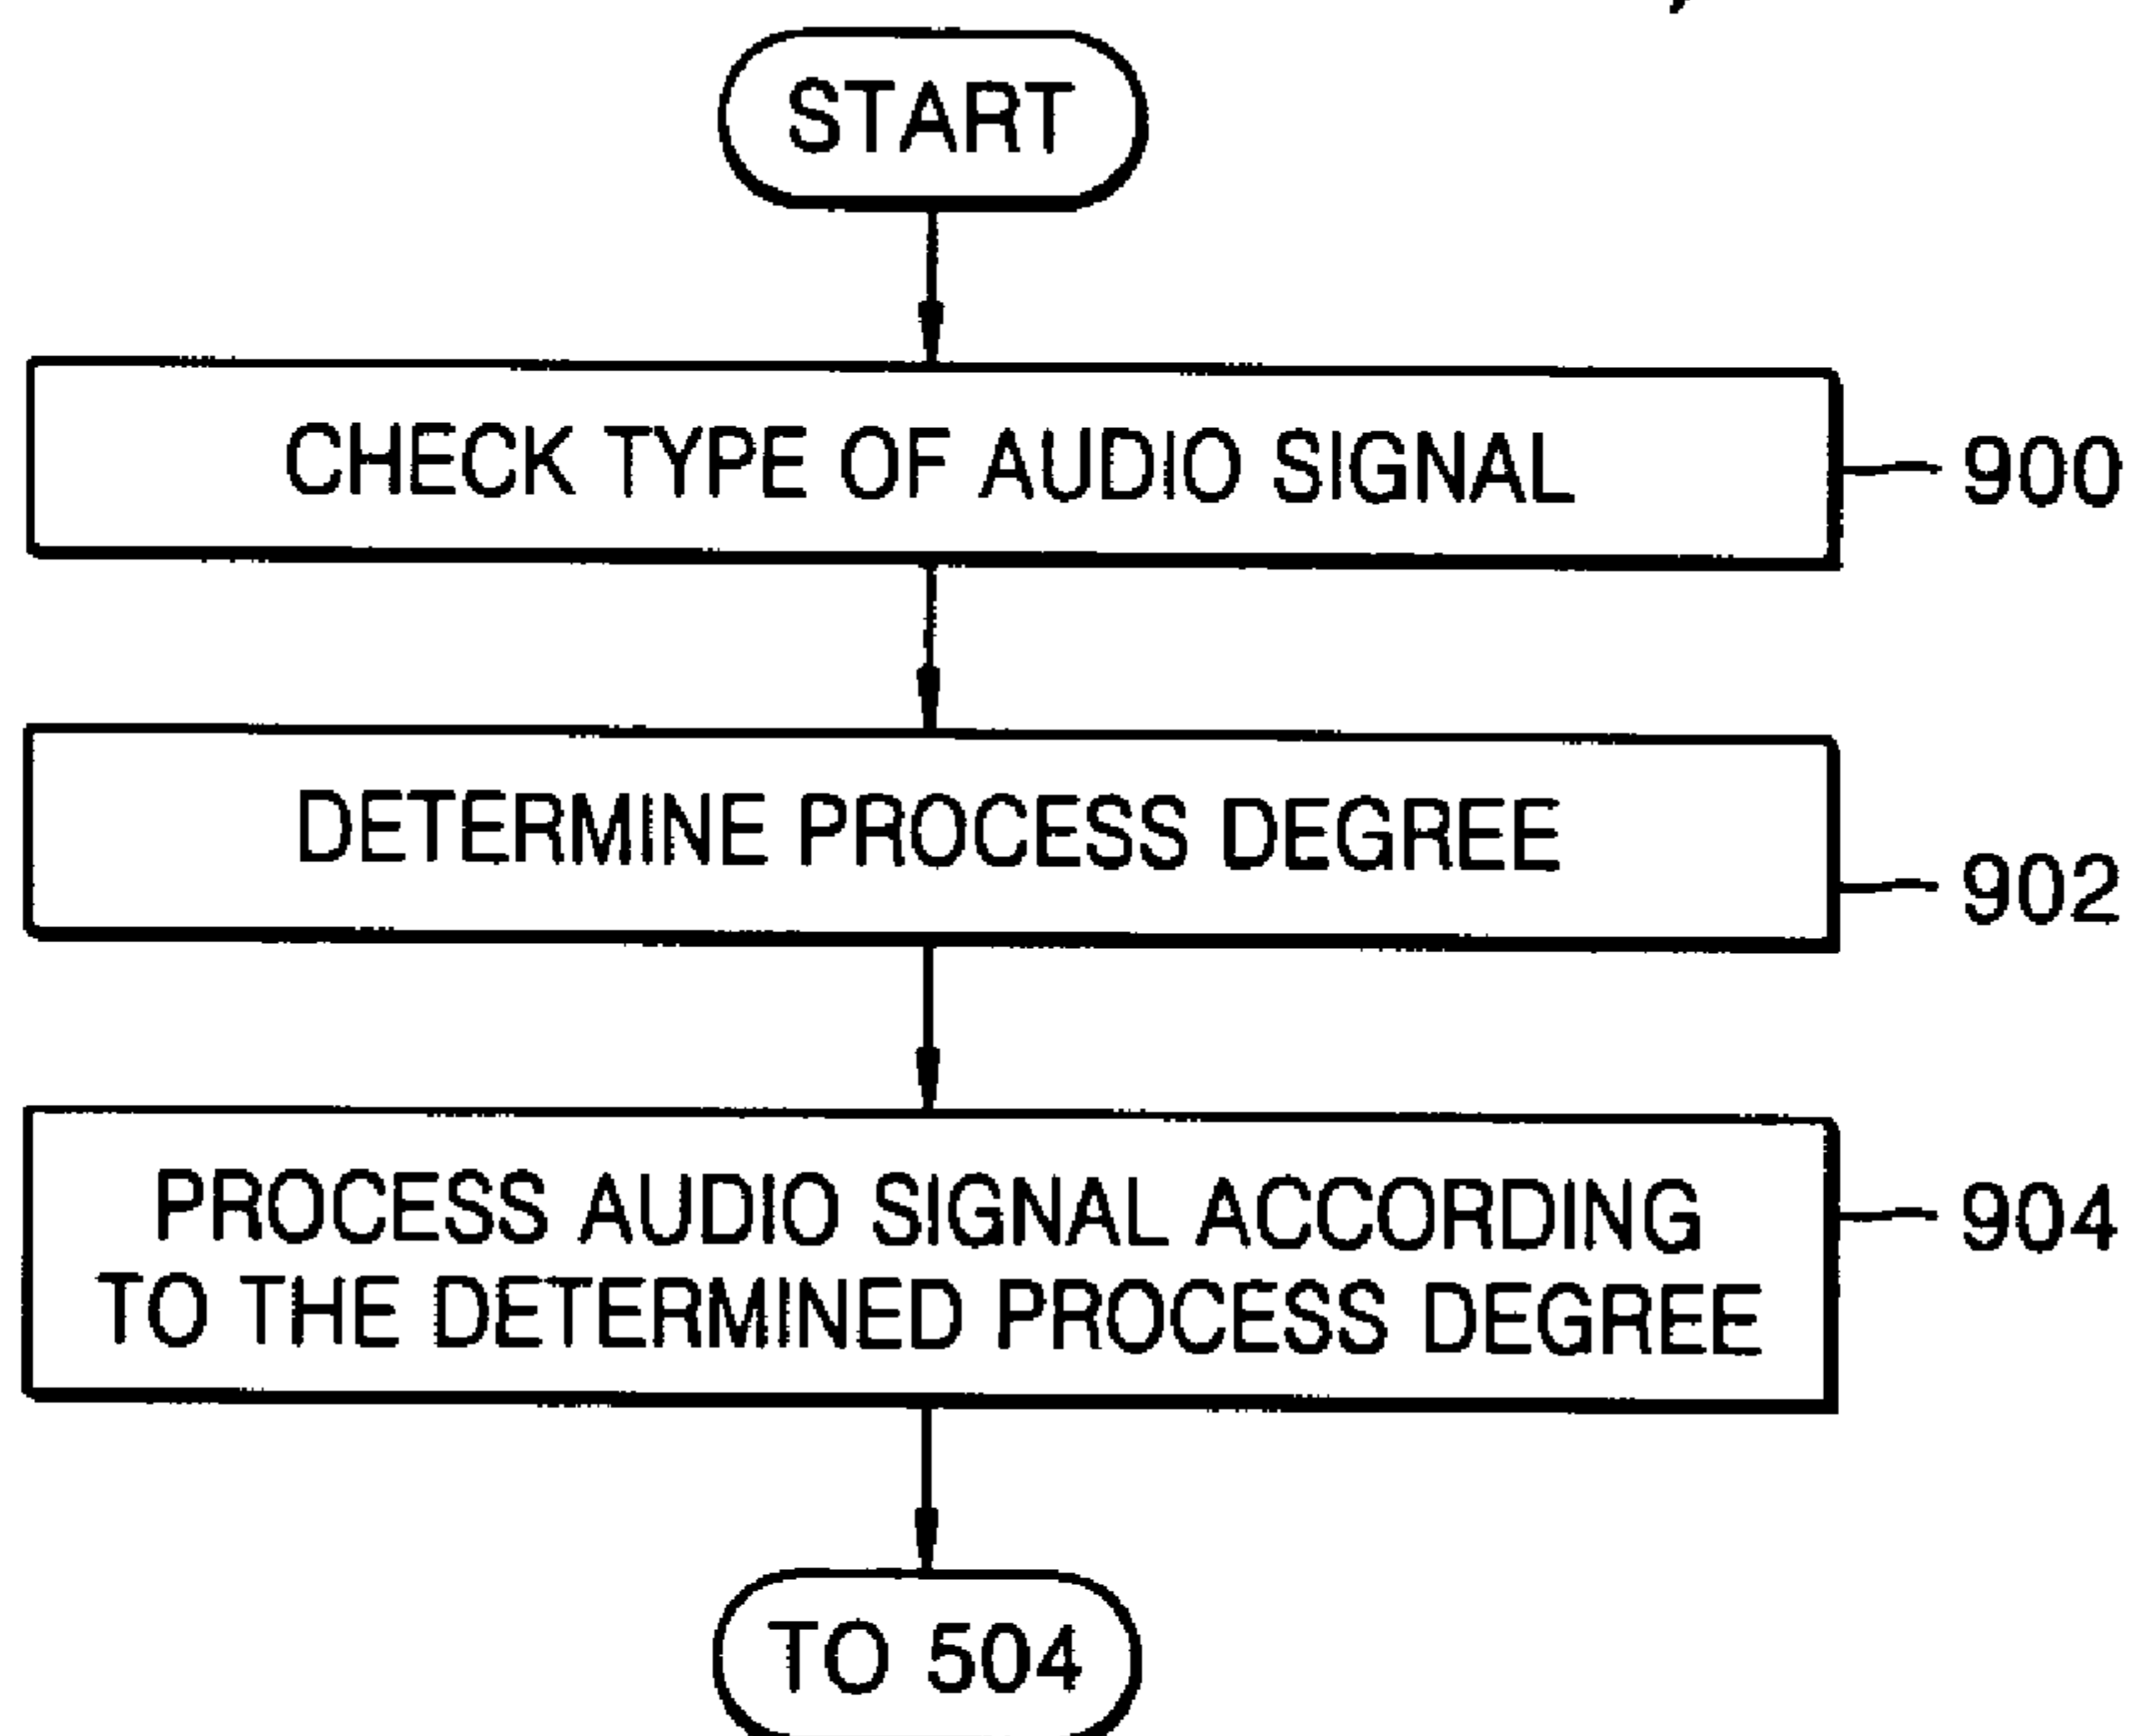 START
CHECK TYPE OF AUDIO SIGNAL
900
DETERMINE PROCESS DEGREE
902
PROCESS AUDIO SIGNAL ACCORDING
TO THE DETERMINED PROCESS DEGREE
904
TO 504